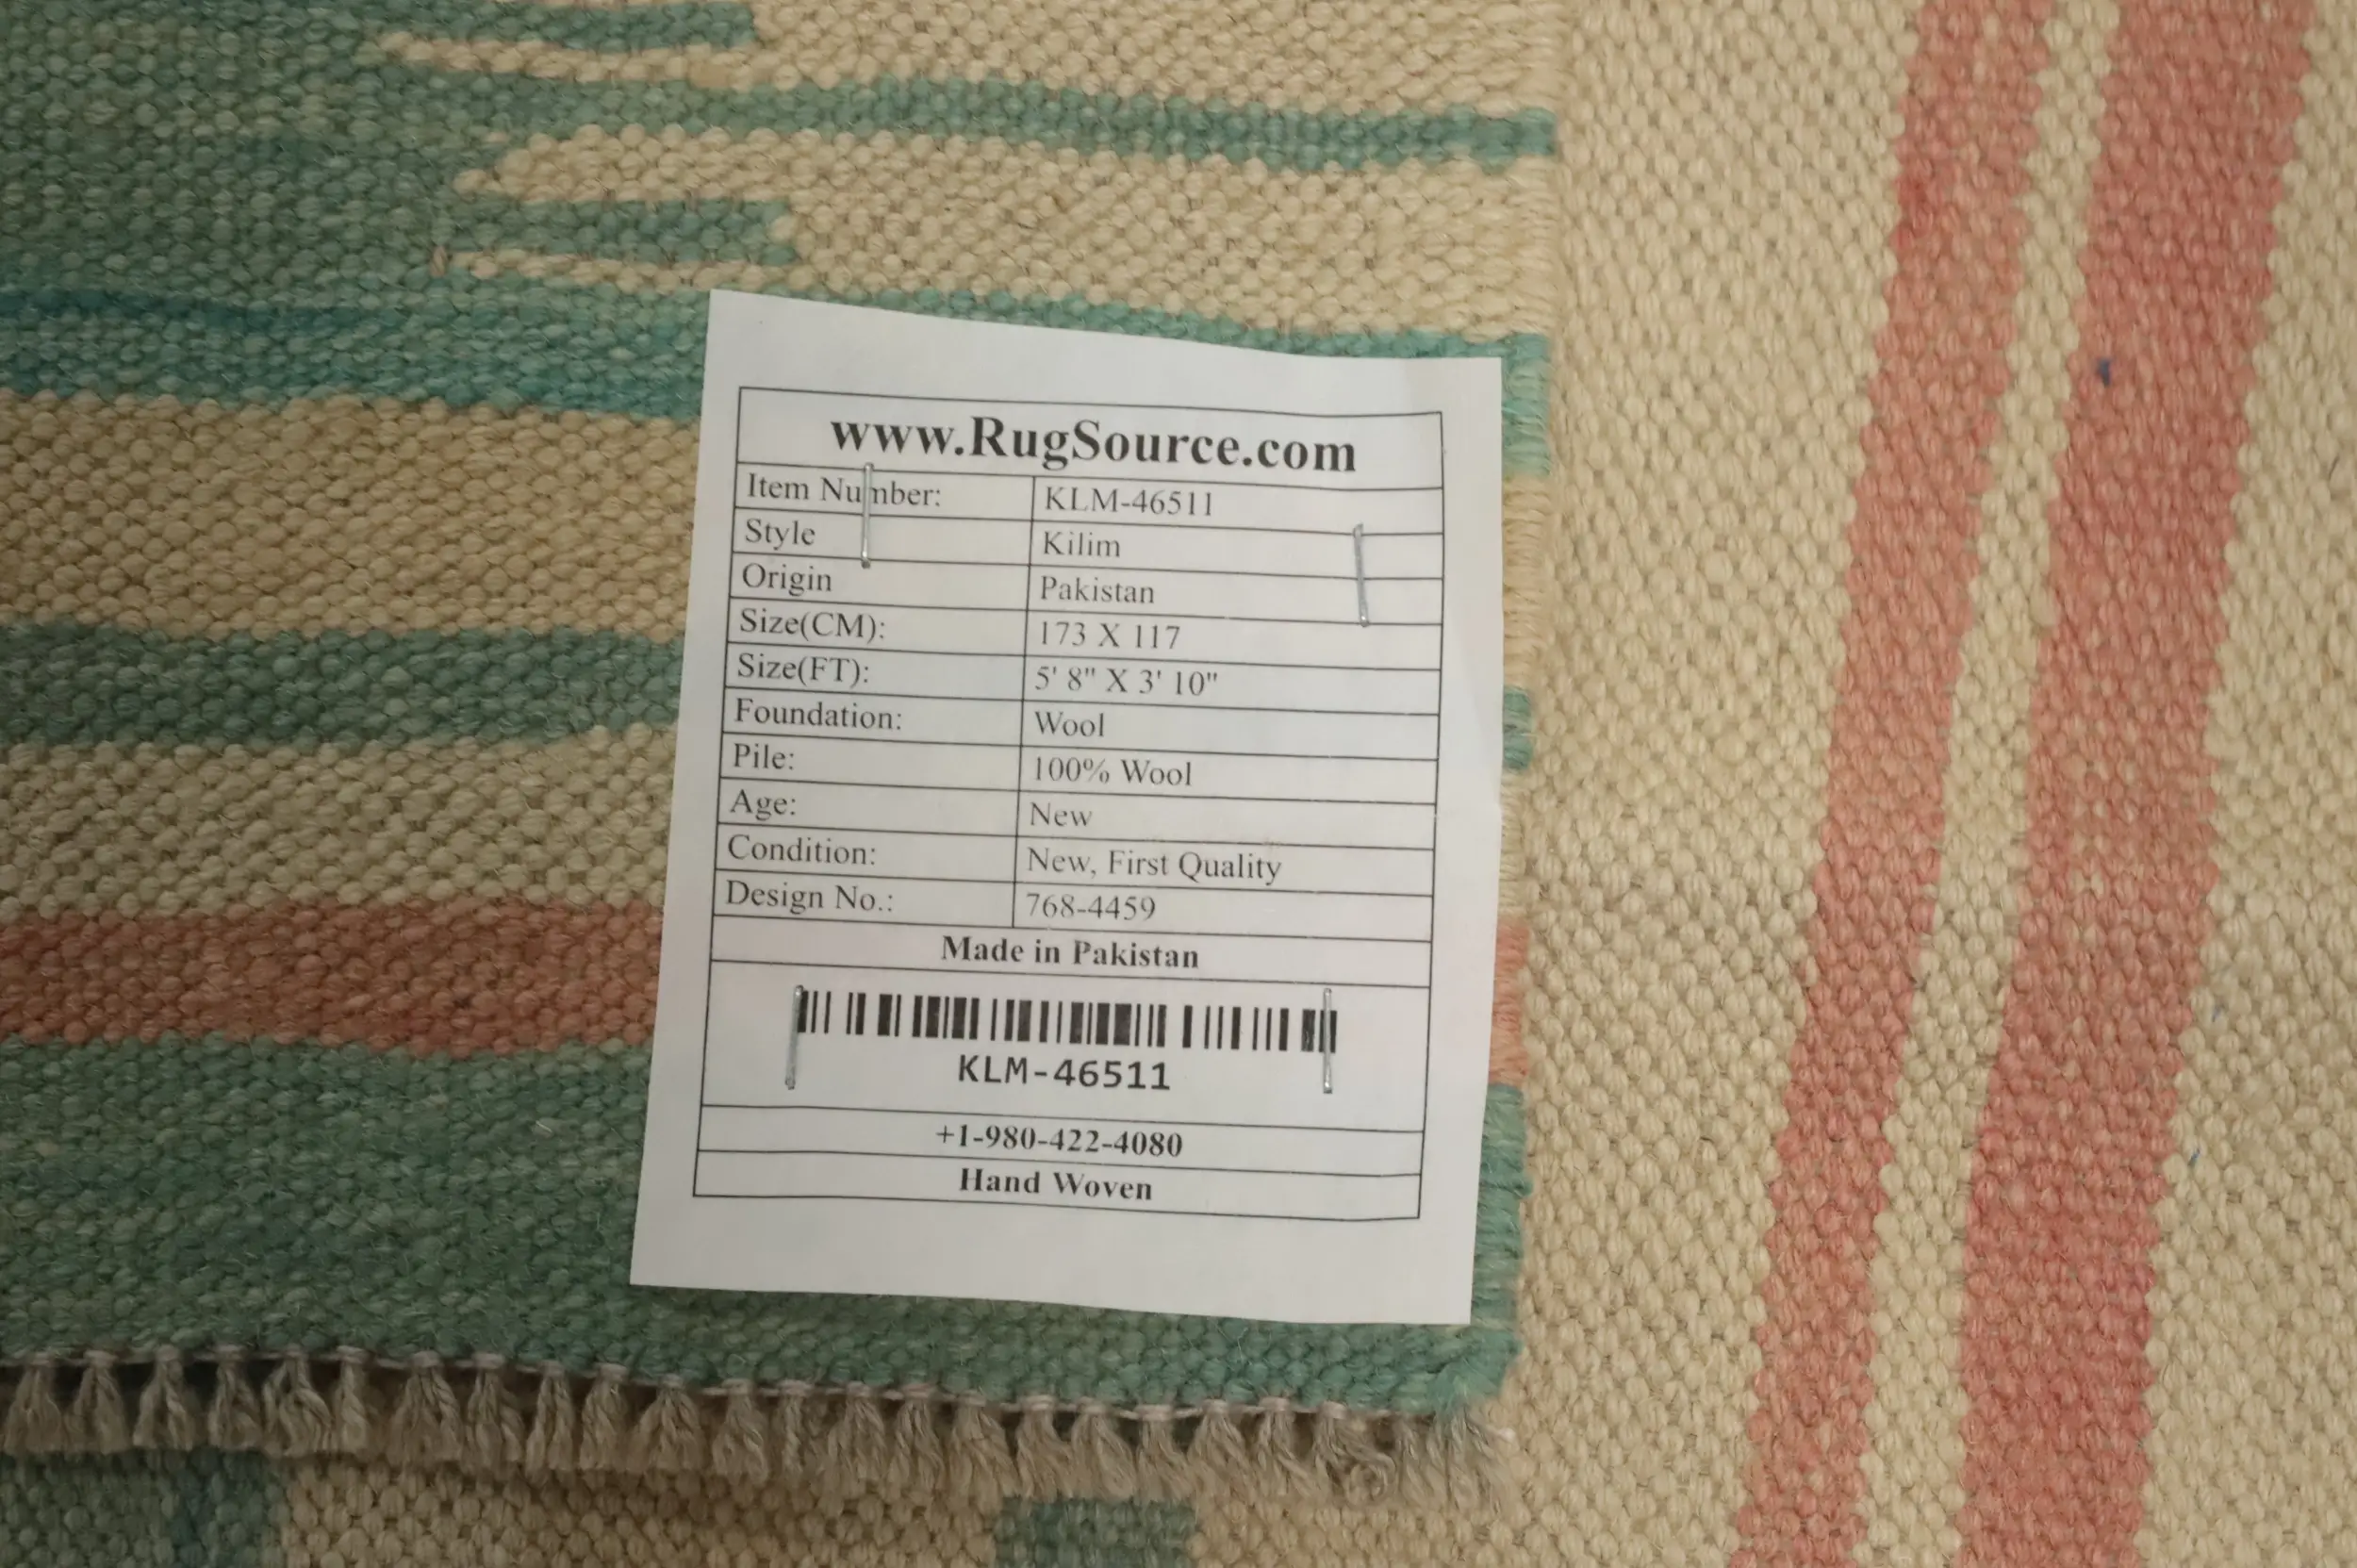 www.RugSource.com
Item Number: KLM-46511
Style Kilim
Origin Pakistan
Size(CM): 173 X 117
Size(FT): 5' 8" X 3' 10"
Foundation: Wool
Pile: 100% Wool
Age: New
Condition: New, First Quality
Design No.: 768-4459
Made in Pakistan
KLM-46511
+1-980-422-4080
Hand Woven